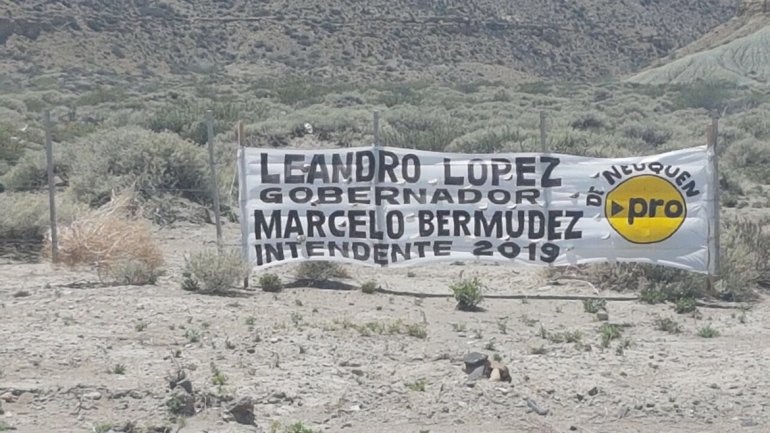 LEANDRO LOPEZ
GOBERNADOR
MARCELO BERMUDEZ
INTENDENTE 2019
DE NEUQUEN
pro